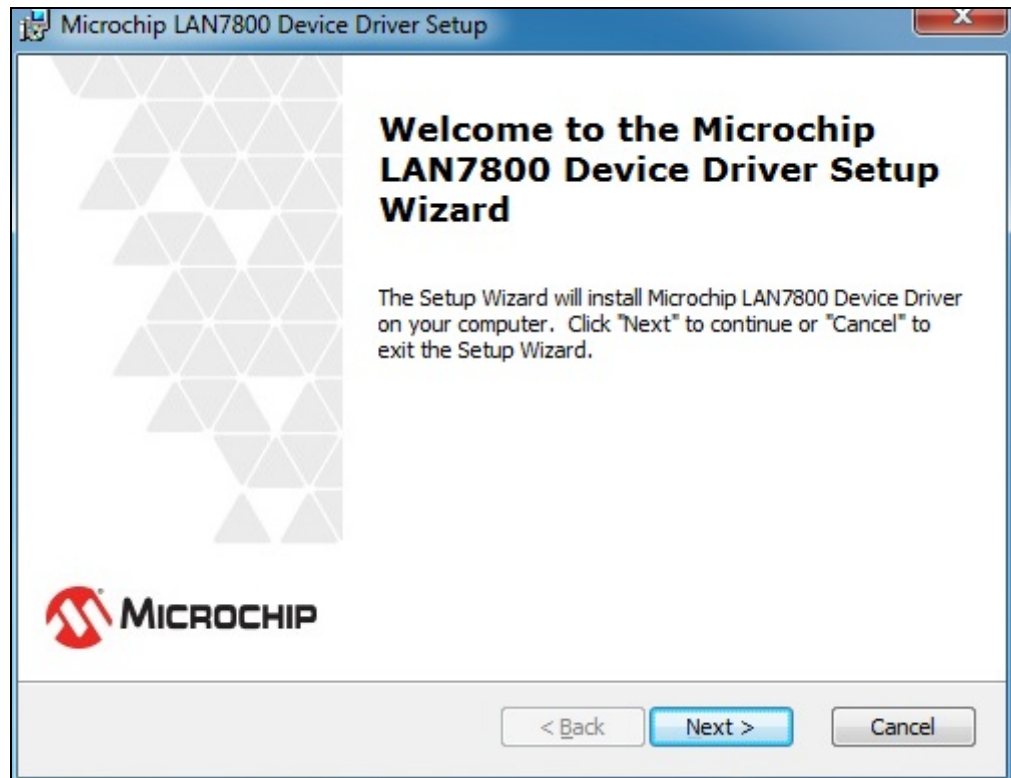 Microchip LAN7800 Device Driver Setup
X
Welcome to the Microchip
LAN7800 Device Driver Setup
Wizard
The Setup Wizard will install Microchip LAN7800 Device Driver
on your computer. Click "Next" to continue or "Cancel" to
exit the Setup Wizard.
MICROCHIP
< Back Next > Cancel